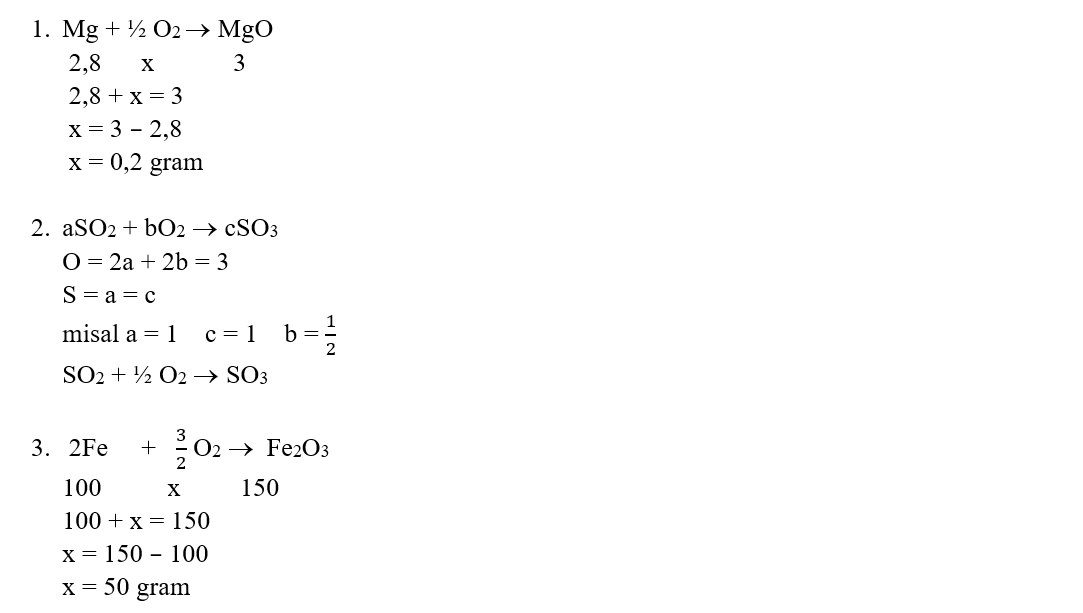 1. Mg + ½ O₂ → MgO
2,8 x 3
2,8 + x = 3
x = 3 – 2,8
x = 0,2 gram
2. aSO₂ + bO₂ → cSO₃
O = 2a + 2b = 3
S = a = c
misal a = 1 c = 1 b = 1/2
SO₂ + ½ O₂ → SO₃
3. 2Fe + 3/2 O₂ → Fe₂O₃
100 x 150
100 + x = 150
x = 150 – 100
x = 50 gram